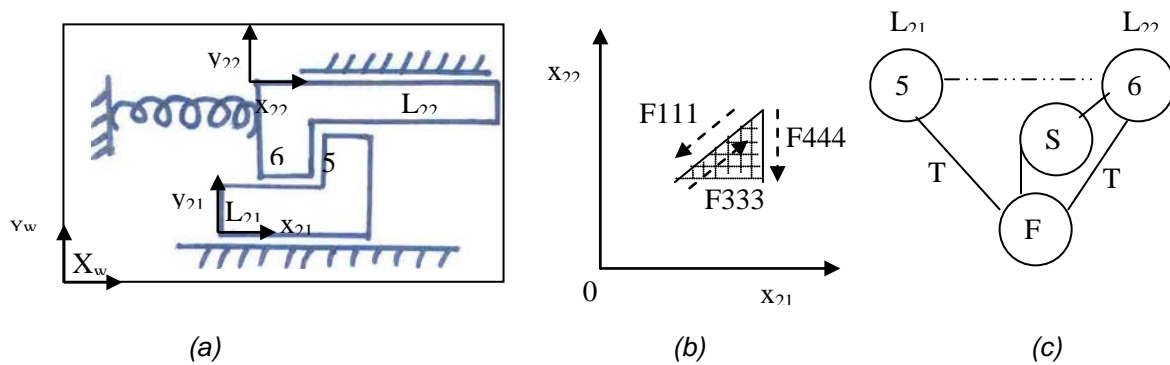 y₂₂
x₂₂
L₂₂
6
5
y₂₁
L₂₁
x₂₁
Yw
Xw
(a)
x₂₂
F111
F444
F333
0
x₂₁
(b)
L₂₁
L₂₂
5
6
S
T
T
F
(c)